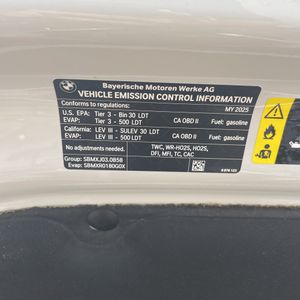 Bayerische Motoren Werke AG
VEHICLE EMISSION CONTROL INFORMATION
MY 2025
U.S. EPA: Tier 3 - Bin 30 LDT CA OBD II Fuel: gasoline
EVAP: Tier 3 - 500 LDT
California: LEV III - SULEV 30 LDT CA OBD II Fuel: gasoline
EVAP: LEV III - 500 LDT
No adjustments needed. TWC, WR-HO2S, HO2S,
DFI, MFI, TC, CAC
Group: SBMXJ03.0B58
Evap: SBMXR0180G0X